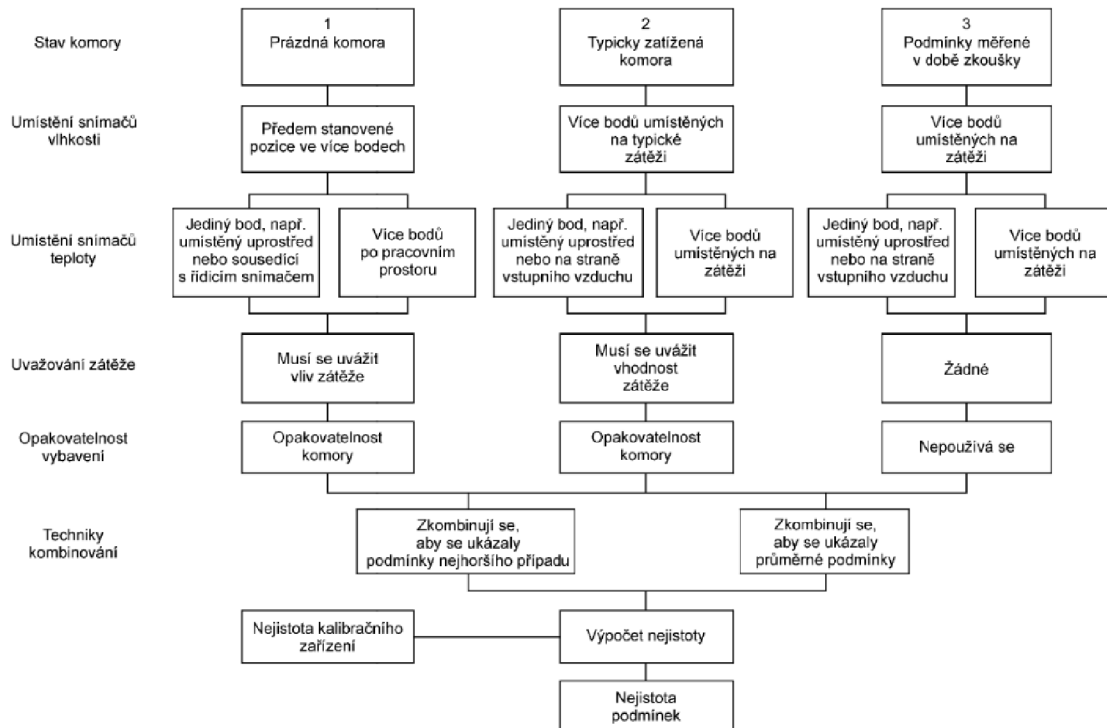 Stav komory
1
Prázdná komora
2
Typicky zatížená
komora
3
Podmínky měřené
v době zkoušky
Umístění snímačů
vlhkosti
Předem stanovené
pozice ve více bodech
Více bodů umístěných
na typické
zátěži
Více bodů
umístěných na
zátěži
Umístění snímačů
teploty
Jediný bod, např.
umístěný uprostřed
nebo sousedící
s řídicím snímačem
Více bodů
po pracovním
prostoru
Jediný bod, např.
umístěný uprostřed
nebo na straně
vstupního vzduchu
Více bodů
umístěných na
zátěži
Jediný bod, např.
umístěný uprostřed
nebo na straně
vstupního vzduchu
Více bodů
umístěných na
zátěži
Uvažování zátěže
Musí se uvážit
vliv zátěže
Musí se uvážit
vhodnost
zátěže
Žádné
Opakovatelnost
vybavení
Opakovatelnost
komory
Opakovatelnost
komory
Nepoužívá se
Techniky
kombinování
Zkombinují se,
aby se ukázaly
podmínky nejhoršího případu
Zkombinují se,
aby se ukázaly
průměrné podmínky
Nejistota kalibračního
zařízení
Výpočet nejistoty
Nejistota
podmínek